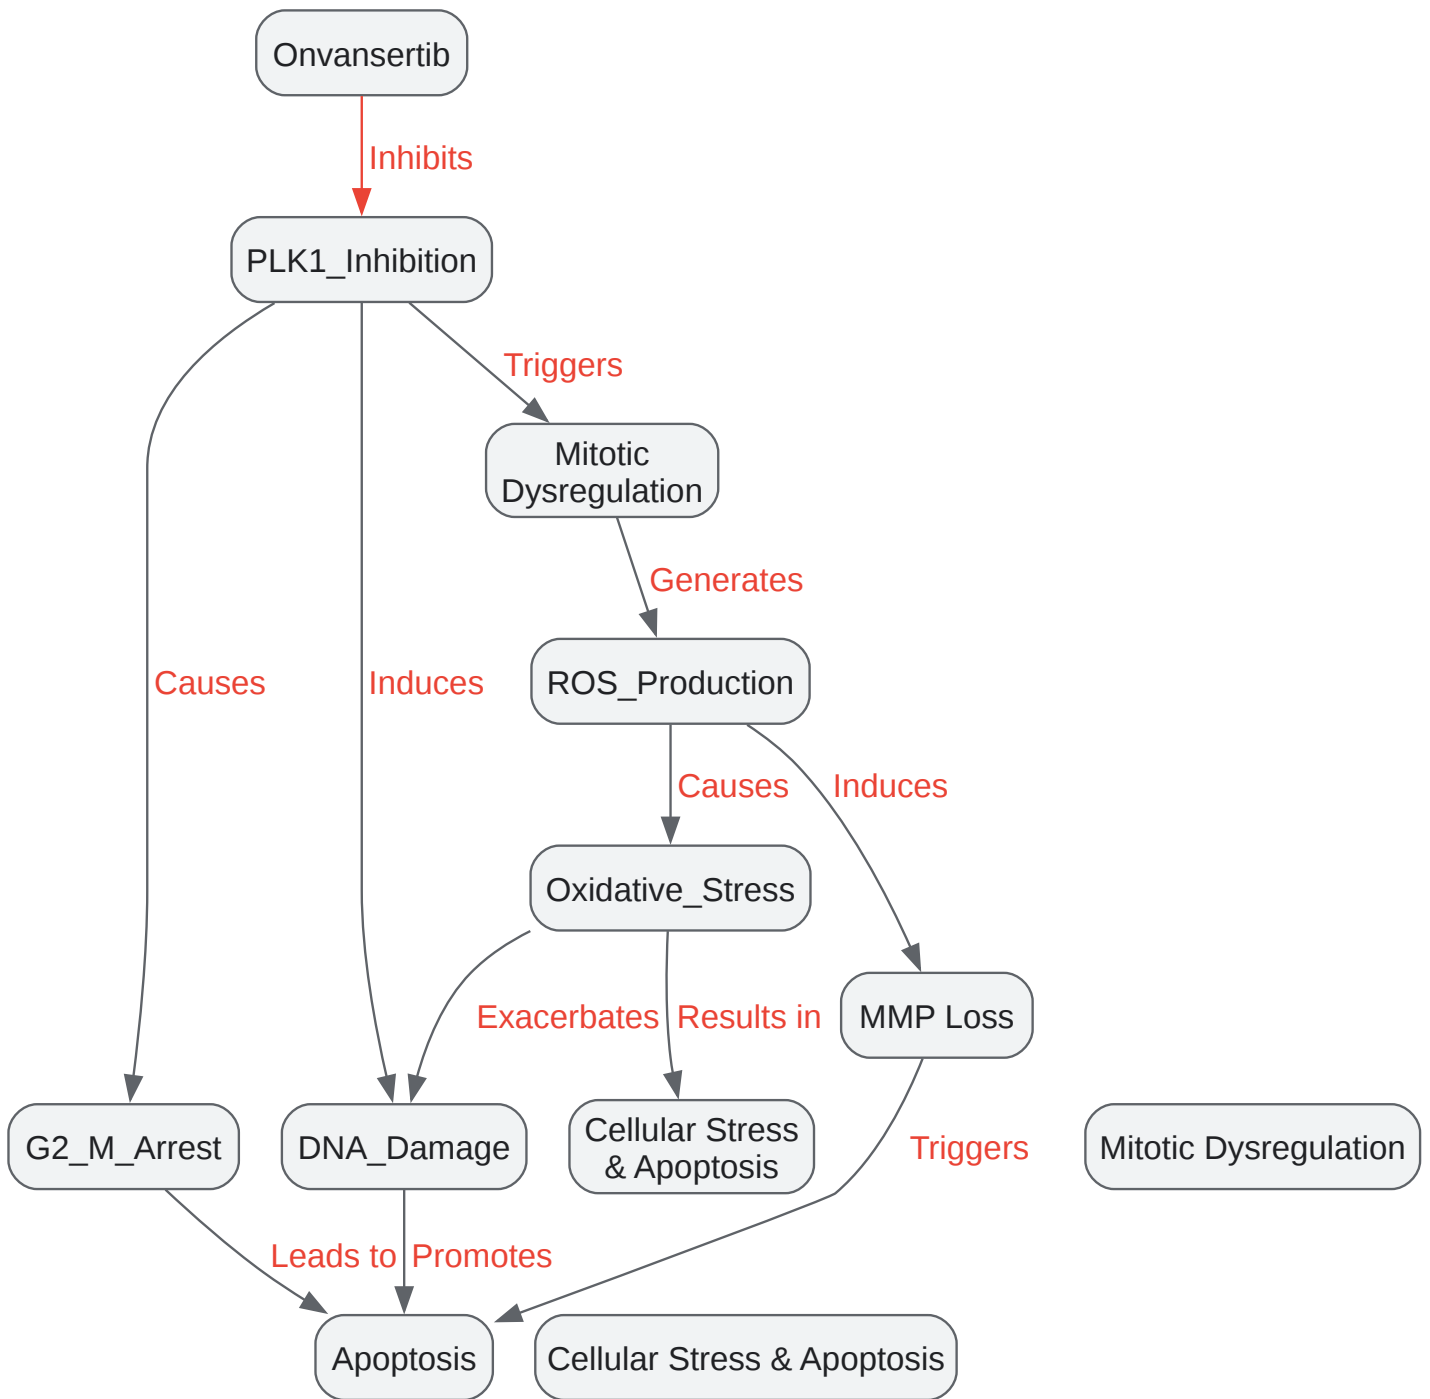 Onvansertib
Inhibits
PLK1_Inhibition
Triggers
Mitotic
Dysregulation
Generates
Causes
Induces
ROS_Production
Causes
Induces
Oxidative_Stress
Exacerbates
Results in
MMP Loss
G2_M_Arrest
DNA_Damage
Cellular Stress
& Apoptosis
Triggers
Mitotic Dysregulation
Leads to
Promotes
Apoptosis
Cellular Stress & Apoptosis